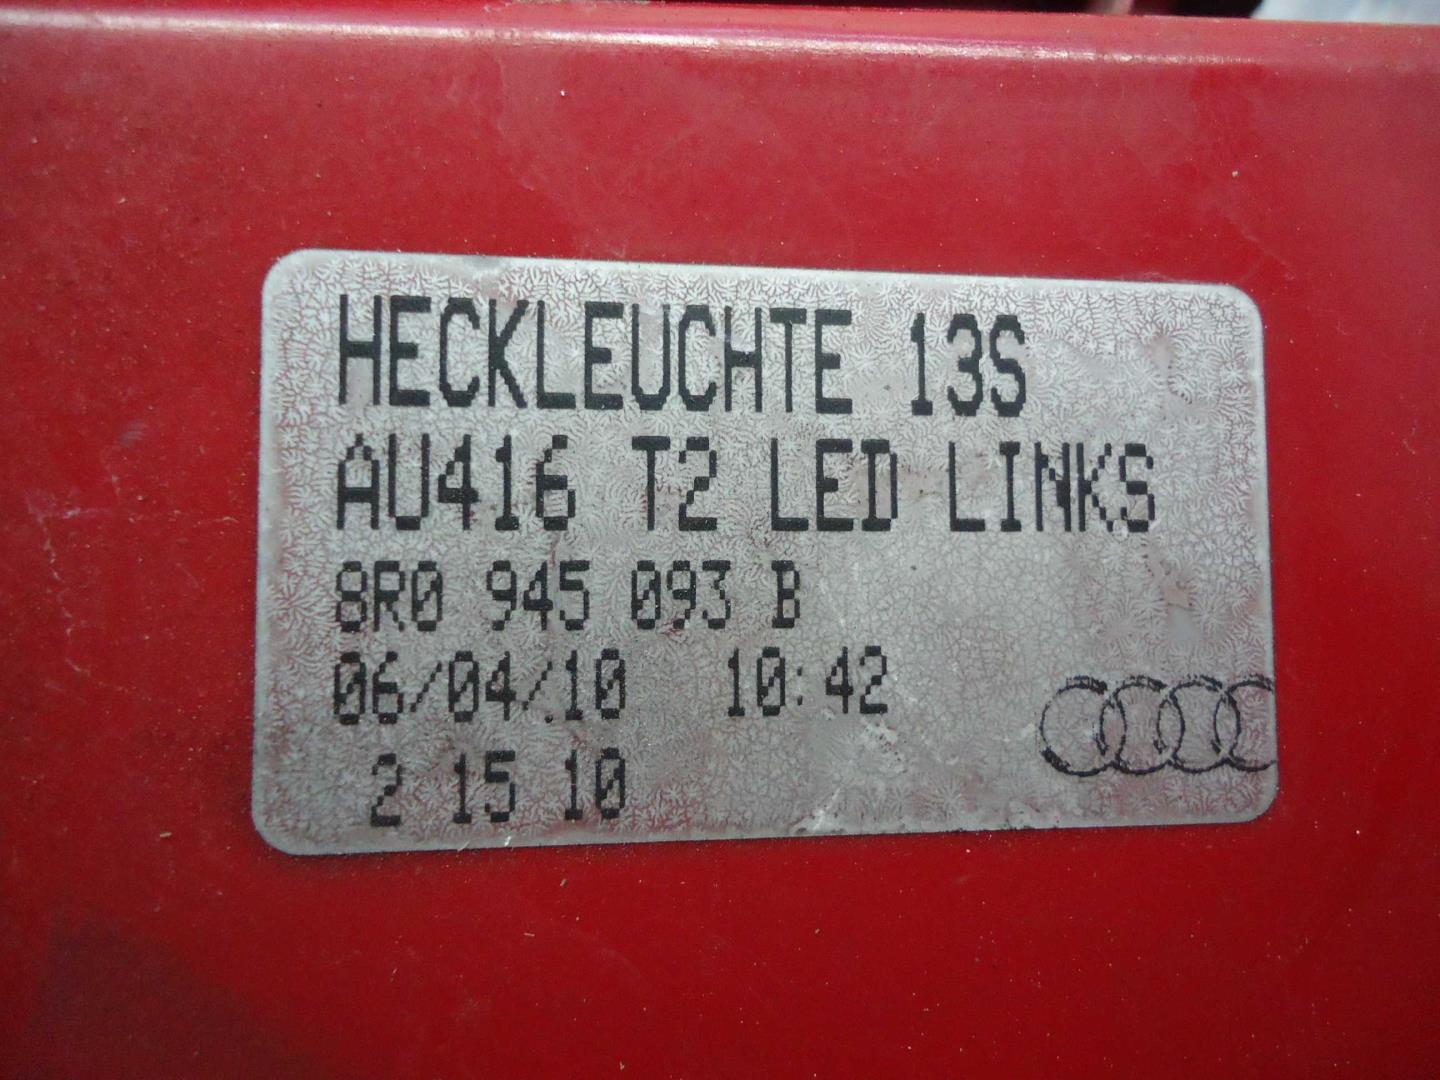 HECKLEUCHTE 13S
AU416 T2 LED LINKS
8R0 945 093 B
06/04/10 10:42
2 15 10